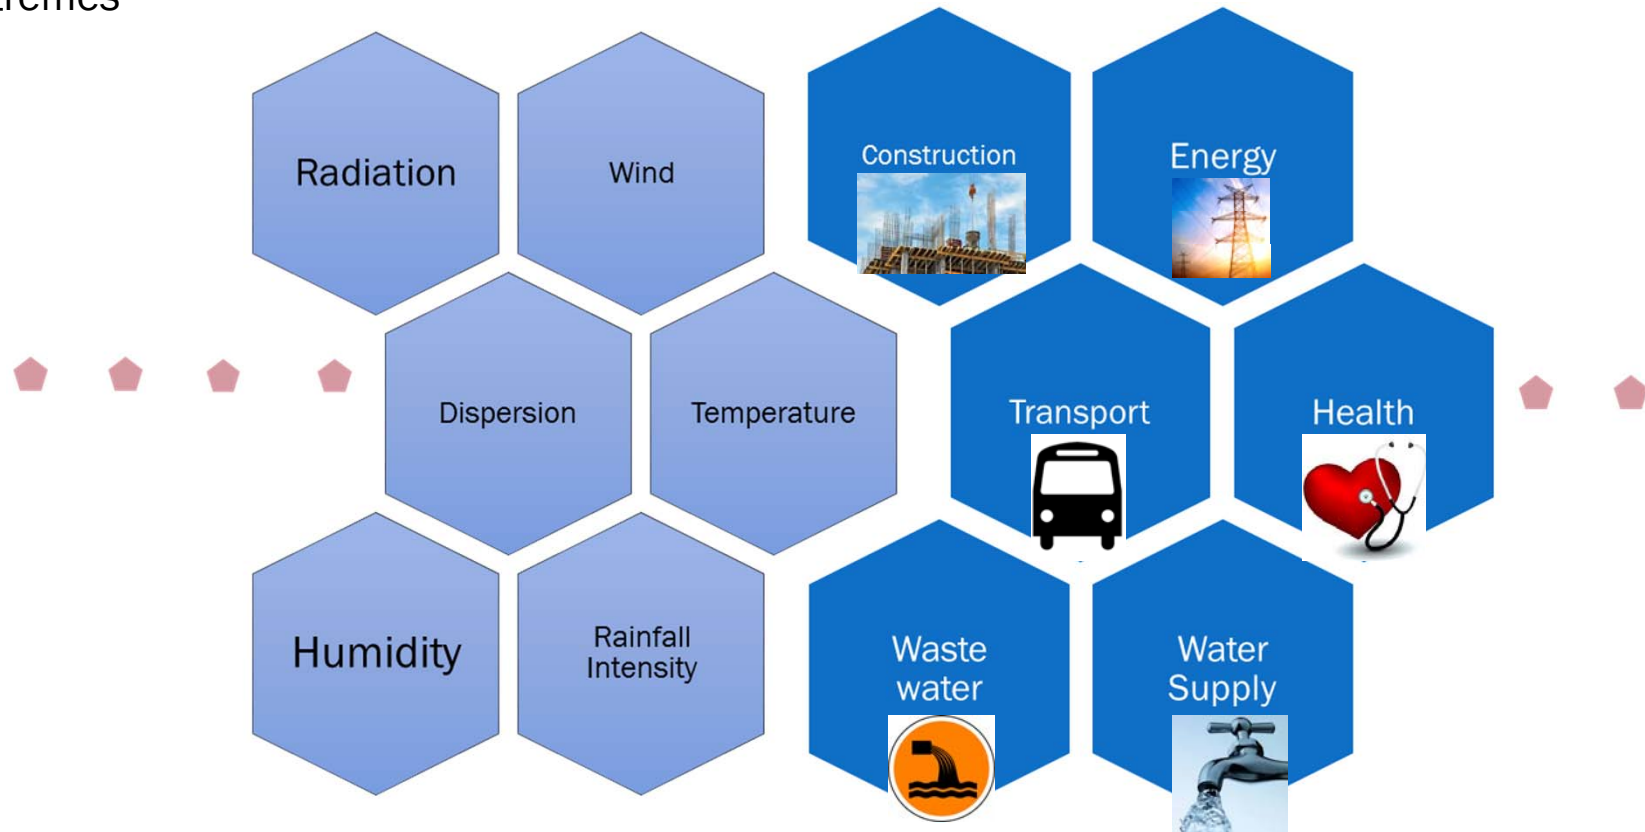 Radiation
Wind
Construction
Energy
Dispersion
Temperature
Transport
Health
Humidity
Rainfall
Intensity
Waste
water
Water
Supply